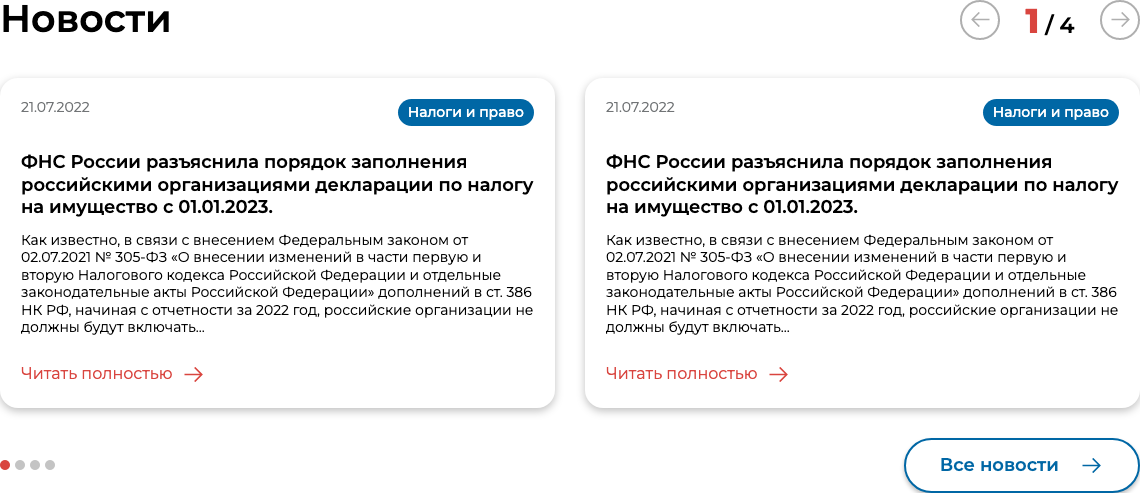 Новости
1 / 4
21.07.2022
Налоги и право
ФНС России разъяснила порядок заполнения
российскими организациями декларации по налогу
на имущество с 01.01.2023.
Как известно, в связи с внесением Федеральным законом от
02.07.2021 № 305-ФЗ «О внесении изменений в части первую и
вторую Налогового кодекса Российской Федерации и отдельные
законодательные акты Российской Федерации» дополнений в ст. 386
НК РФ, начиная с отчетности за 2022 год, российские организации не
должны будут включать...
Читать полностью
21.07.2022
Налоги и право
ФНС России разъяснила порядок заполнения
российскими организациями декларации по налогу
на имущество с 01.01.2023.
Как известно, в связи с внесением Федеральным законом от
02.07.2021 № 305-ФЗ «О внесении изменений в части первую и
вторую Налогового кодекса Российской Федерации и отдельные
законодательные акты Российской Федерации» дополнений в ст. 386
НК РФ, начиная с отчетности за 2022 год, российские организации не
должны будут включать...
Читать полностью
Все новости